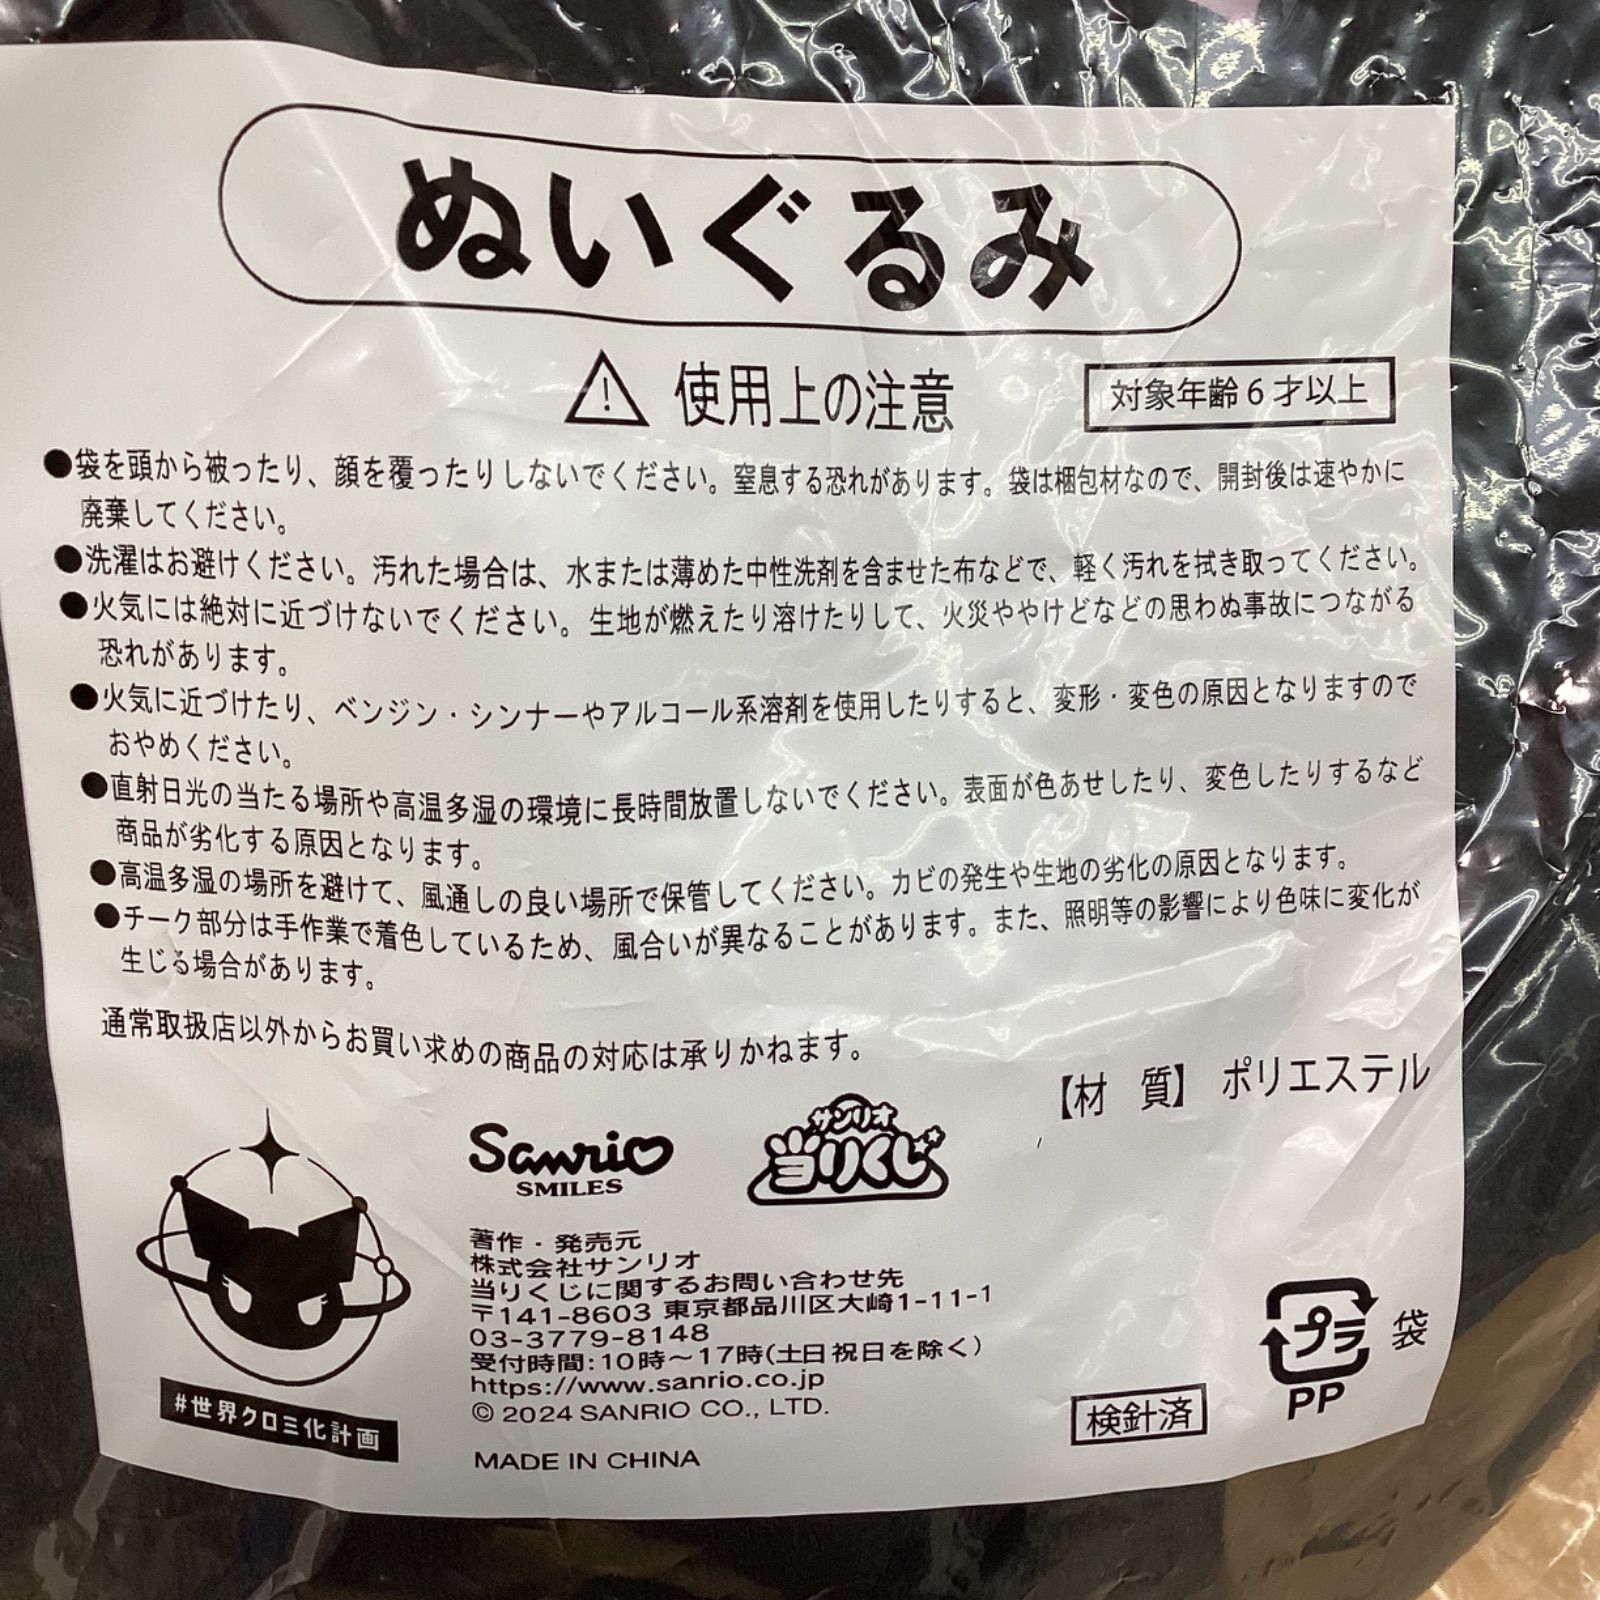 ぬいぐるみ
使用上の注意
対象年齢6才以上
●袋を頭から被ったり、顔を覆ったりしないでください。窒息する恐れがあります。袋は梱包材なので、開封後は速やかに
廃棄してください。
●洗濯はお避けください。汚れた場合は、水または薄めた中性洗剤を含ませた布などで、軽く汚れを拭き取ってください。
●火気には絶対に近づけないでください。生地が燃えたり溶けたりして、火災ややけどなどの思わぬ事故につながる
恐れがあります。
●火気に近づけたり、ベンジン・シンナーやアルコール系溶剤を使用したりすると、変形・変色の原因となりますので
おやめください。
●直射日光の当たる場所や高温多湿の環境に長時間放置しないでください。表面が色あせしたり、変色したりするなど
商品が劣化する原因となります。
●高温多湿の場所を避けて、風通しの良い場所で保管してください。カビの発生や生地の劣化の原因となります。
●チーク部分は手作業で着色しているため、風合いが異なることがあります。また、照明等の影響により色味に変化が
生じる場合があります。
通常取扱店以外からお買い求めの商品の対応は承りかねます。
【材 質】 ポリエステル
Sanrio
SMILES
サンリオ
当りくじ
著作・発売元
株式会社サンリオ
当りくじに関するお問い合わせ先
〒141-8603 東京都品川区大崎1-11-1
03-3779-8148
受付時間:10時～17時(土日祝日を除く)
https://www.sanrio.co.jp
© 2024 SANRIO CO., LTD.
MADE IN CHINA
#世界クロミ化計画
検針済
プラ
袋
PP